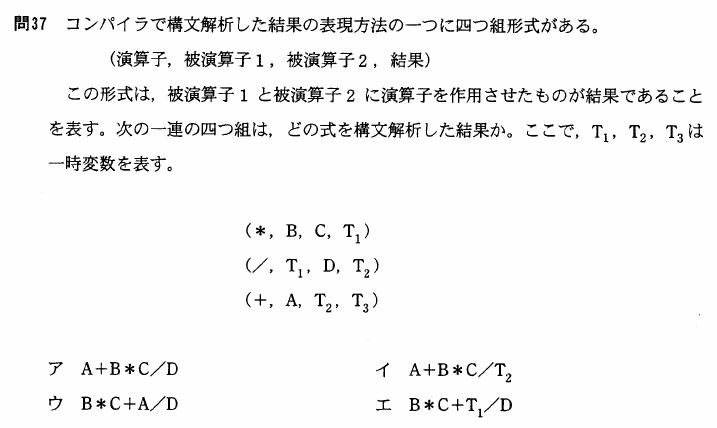 問37 コンパイラで構文解析した結果の表現方法の一つに四つ組形式がある。
(演算子, 被演算子1, 被演算子2, 結果)
この形式は, 被演算子1と被演算子2に演算子を作用させたものが結果であること
を表す。次の一連の四つ組は, どの式を構文解析した結果か。ここで, T₁, T₂, T₃は
一時変数を表す。
(*, B, C, T₁)
(/, T₁, D, T₂)
(+, A, T₂, T₃)
ア A+B*C/D イ A+B*C/T₂
ウ B*C+A/D エ B*C+T₁/D